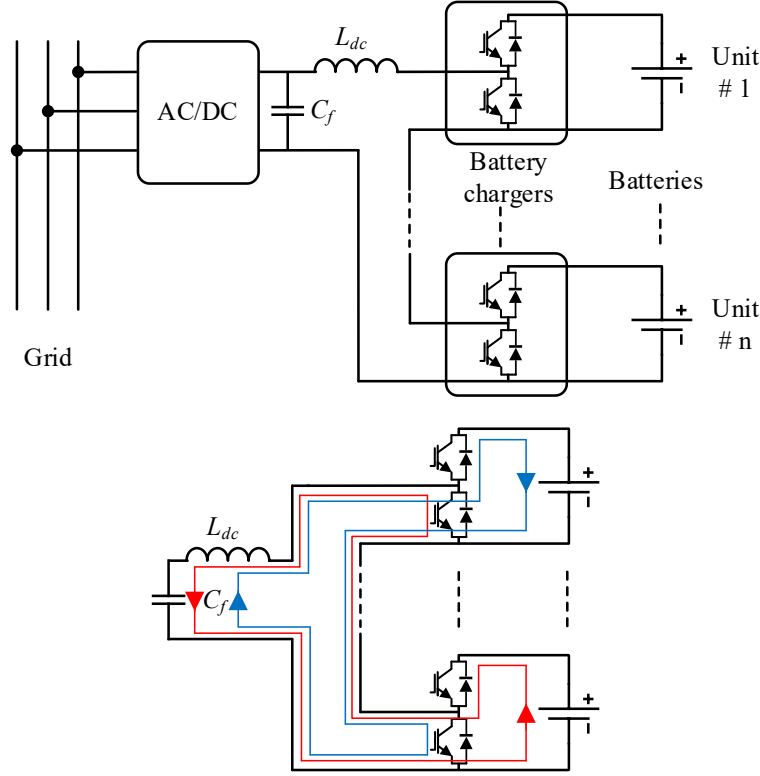 L_dc
AC/DC
C_f
Unit
# 1
Battery
chargers
Batteries
Unit
# n
Grid
L_dc
C_f